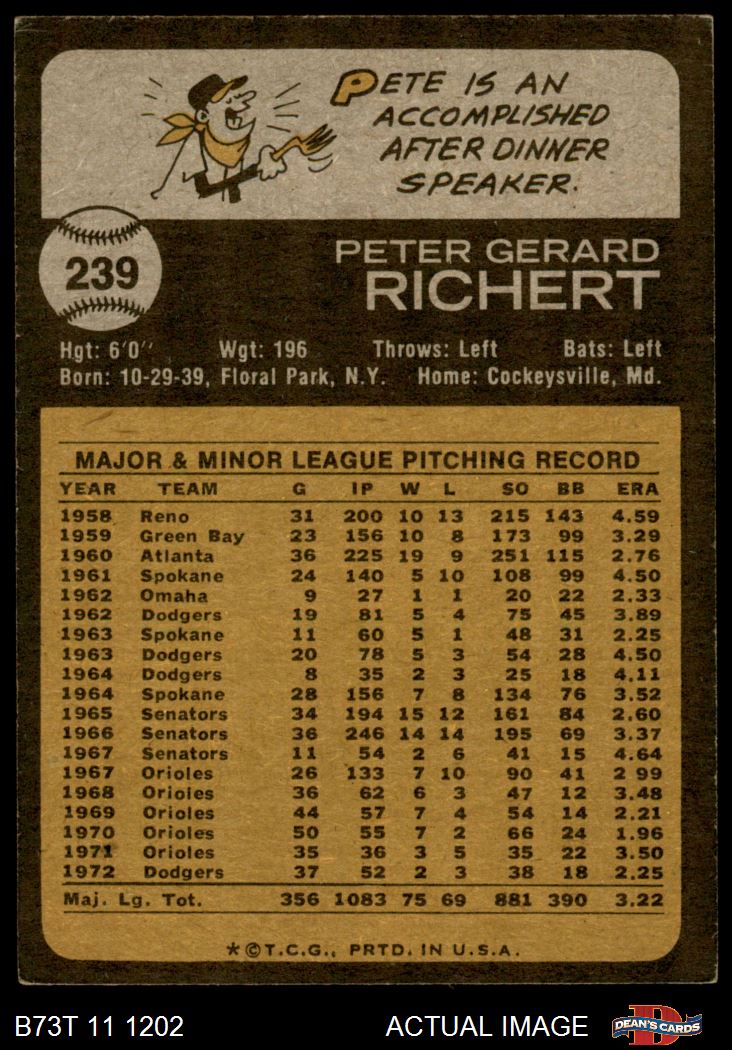 PETE IS AN
ACCOMPLISHED
AFTER DINNER
SPEAKER.
239
PETER GERARD
RICHERT
Hgt: 6'0" Wgt: 196 Throws: Left Bats: Left
Born: 10-29-39, Floral Park, N.Y. Home: Cockeysville, Md.
MAJOR & MINOR LEAGUE PITCHING RECORD
YEAR TEAM G IP W L SO BB ERA
1958 Reno 31 200 10 13 215 143 4.59
1959 Green Bay 23 156 10 8 173 99 3.29
1960 Atlanta 36 225 19 9 251 115 2.76
1961 Spokane 24 140 5 10 108 99 4.50
1962 Omaha 9 27 1 1 20 22 2.33
1962 Dodgers 19 81 5 4 75 45 3.89
1963 Spokane 11 60 5 1 48 31 2.25
1963 Dodgers 20 78 5 3 54 28 4.50
1964 Dodgers 8 35 2 3 25 18 4.11
1964 Spokane 28 156 7 8 134 76 3.52
1965 Senators 34 194 15 12 161 84 2.60
1966 Senators 36 246 14 14 195 69 3.37
1967 Senators 11 54 2 6 41 15 4.64
1967 Orioles 26 133 7 10 90 41 2 99
1968 Orioles 36 62 6 3 47 12 3.48
1969 Orioles 44 57 7 4 54 14 2.21
1970 Orioles 50 55 7 2 66 24 1.96
1971 Orioles 35 36 3 5 35 22 3.50
1972 Dodgers 37 52 2 3 38 18 2.25
Maj. Lg. Tot. 356 1083 75 69 881 390 3.22
*©T.C.G., PRTD. IN U.S.A.
B73T 11 1202 ACTUAL IMAGE DEAN'S CARDS